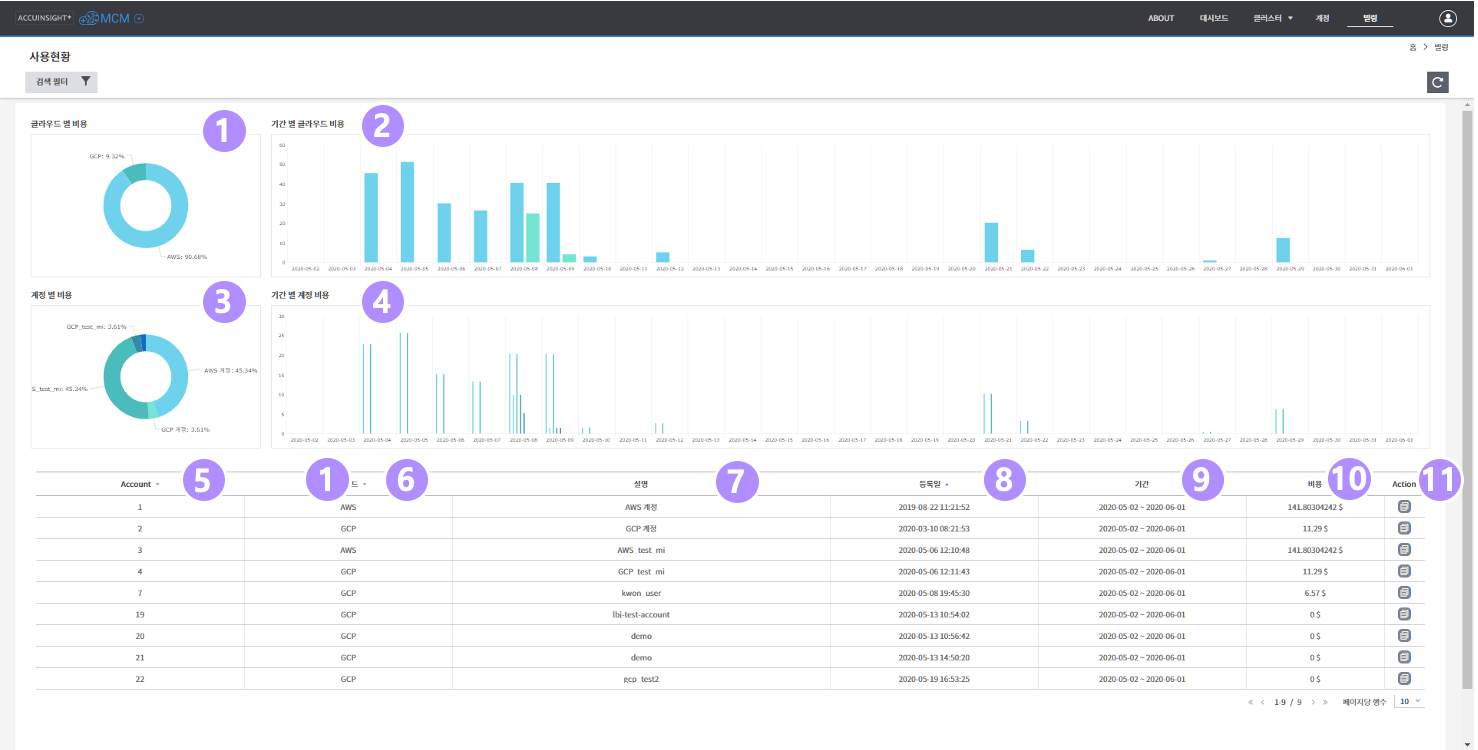 ACCUINSIGHT+ MCM
ABOUT 대시보드 클러스터 계정 빌링
사용현황
홈 > 빌링
검색 필터
클라우드 별 비용 1
기간 별 클라우드 비용 2
GCP: 9.32%
AWS: 90.68%
60
50
40
30
20
10
0
2020-05-02 2020-05-03 2020-05-04 2020-05-05 2020-05-06 2020-05-07 2020-05-08 2020-05-09 2020-05-10 2020-05-11 2020-05-12 2020-05-13 2020-05-14 2020-05-15 2020-05-16 2020-05-17 2020-05-18 2020-05-19 2020-05-20 2020-05-21 2020-05-22 2020-05-23 2020-05-24 2020-05-25 2020-05-26 2020-05-27 2020-05-28 2020-05-29 2020-05-30 2020-05-31 2020-06-01
계정 별 비용 3
기간 별 계정 비용 4
GCP_test_mi: 3.61%
AWS 계정: 45.34%
S_test_mi: 45.34%
GCP 계정: 3.61%
30
25
20
15
10
5
0
2020-05-02 2020-05-03 2020-05-04 2020-05-05 2020-05-06 2020-05-07 2020-05-08 2020-05-09 2020-05-10 2020-05-11 2020-05-12 2020-05-13 2020-05-14 2020-05-15 2020-05-16 2020-05-17 2020-05-18 2020-05-19 2020-05-20 2020-05-21 2020-05-22 2020-05-23 2020-05-24 2020-05-25 2020-05-26 2020-05-27 2020-05-28 2020-05-29 2020-05-30 2020-05-31 2020-06-01
Account 5 1 드 6 설명 7 등록일 8 기간 9 비용 10 Action 11
1 AWS AWS 계정 2019-08-22 11:21:52 2020-05-02 ~ 2020-06-01 141.80304242 $
2 GCP GCP 계정 2020-03-10 08:21:53 2020-05-02 ~ 2020-06-01 11.29 $
3 AWS AWS_test_mi 2020-05-06 12:10:48 2020-05-02 ~ 2020-06-01 141.80304242 $
4 GCP GCP_test_mi 2020-05-06 12:11:43 2020-05-02 ~ 2020-06-01 11.29 $
7 GCP kwon_user 2020-05-08 19:45:30 2020-05-02 ~ 2020-06-01 6.57 $
19 GCP lbj-test-account 2020-05-13 10:54:02 2020-05-02 ~ 2020-06-01 0 $
20 GCP demo 2020-05-13 10:56:42 2020-05-02 ~ 2020-06-01 0 $
21 GCP demo 2020-05-13 14:50:20 2020-05-02 ~ 2020-06-01 0 $
22 GCP gcp_test2 2020-05-19 16:53:25 2020-05-02 ~ 2020-06-01 0 $
« < 1-9 / 9 > » 페이지당 행수 10